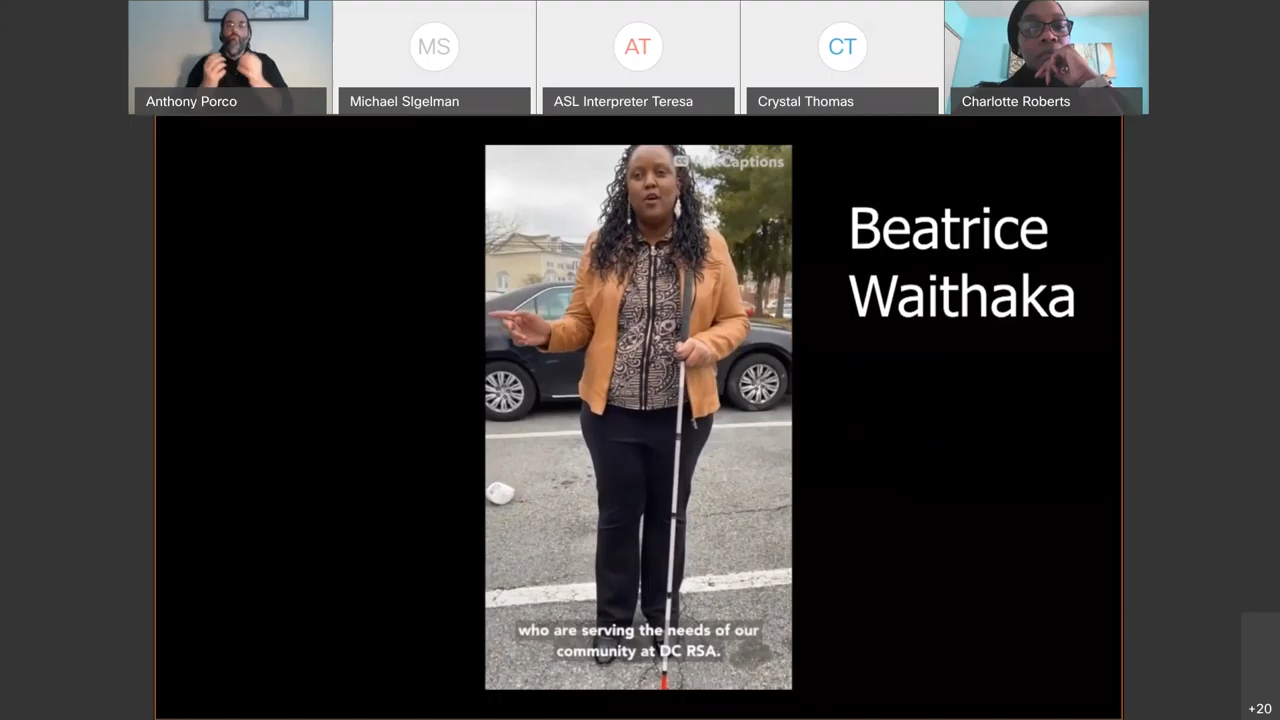 MS
AT
CT
Anthony Porco
Michael SIgelman
ASL Interpreter Teresa
Crystal Thomas
Charlotte Roberts
CC Captions
Beatrice
Waithaka
who are serving the needs of our
community at DC RSA.
+20